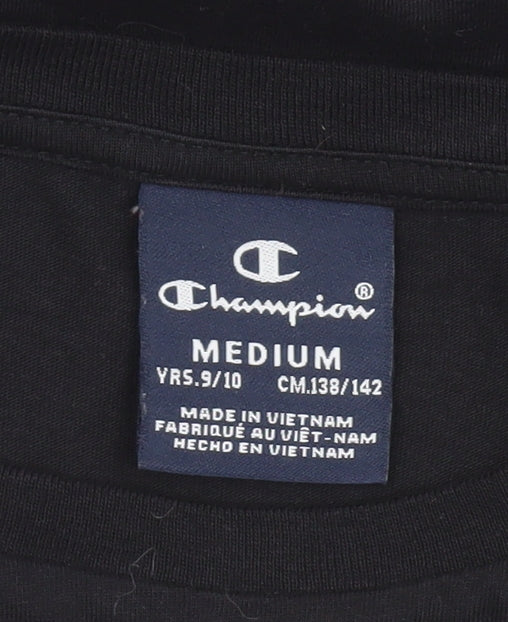 Champion®
MEDIUM
YRS.9/10 CM.138/142
MADE IN VIETNAM
FABRIQUÉ AU VIÊT-NAM
HECHO EN VIETNAM